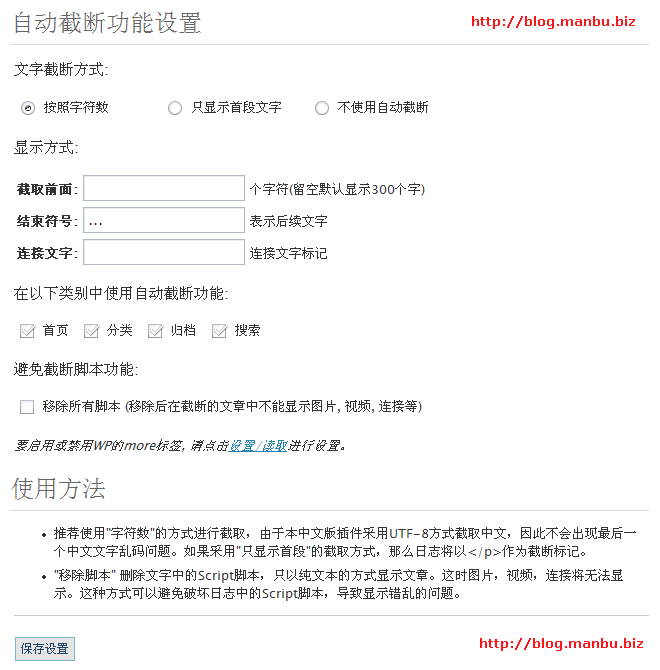 自动截断功能设置 http://blog.manbu.biz
文字截断方式:
按照字符数 只显示首段文字 不使用自动截断
显示方式:
截取前面: 个字符(留空默认显示300个字)
结束符号: ... 表示后续文字
连接文字: 连接文字标记
在以下类别中使用自动截断功能:
首页 分类 归档 搜索
避免截断脚本功能:
移除所有脚本 (移除后在截断的文章中不能显示图片, 视频, 连接等)
要启用或禁用WP的more标签, 请点击设置/读取进行设置。
使用方法
• 推荐使用"字符数"的方式进行截取，由于本中文版插件采用UTF-8方式截取中文，因此不会出现最后一
个中文文字乱码问题。如果采用"只显示首段"的截取方式，那么日志将以</p>作为截断标记。
• "移除脚本" 删除文字中的Script脚本，只以纯文本的方式显示文章。这时图片，视频，连接将无法显
示。这种方式可以避免破坏日志中的Script脚本，导致显示错乱的问题。
保存设置 http://blog.manbu.biz